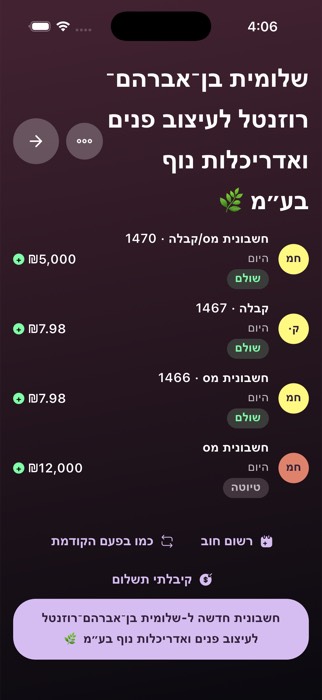 4:06
שלומית בן־אברהם־
רוזנטל לעיצוב פנים
ואדריכלות נוף
בע״מ 🌿
חמ
חשבונית מס/קבלה · 1470
היום
שולם
₪5,000
ק׳
קבלה · 1467
היום
שולם
₪7.98
חמ
חשבונית מס · 1466
היום
שולם
₪7.98
חמ
חשבונית מס
היום
טיוטה
₪12,000
רשום חוב
כמו בפעם הקודמת
קיבלתי תשלום
חשבונית חדשה ל-שלומית בן־אברהם־רוזנטל
לעיצוב פנים ואדריכלות נוף בע״מ 🌿